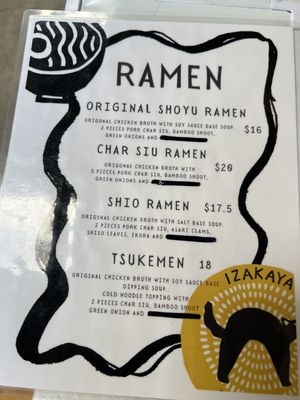 RAMEN
ORIGINAL SHOYU RAMEN
ORIGIONAL CHICKEN BROTH WITH SOY SAUCE BASE SOUP, $16
2 PIECES PORK CHAR SIU, BAMBOO SHOOT,
GREEN ONIONS AND
CHAR SIU RAMEN
ORIGIONAL CHICKEN BROTH WITH $20
5 PIECES PORK CHAR SIU, BAMBOO SHOOT,
GREEN ONIONS AND
SHIO RAMEN $17.5
ORIGINAL CHICKEN BROTH WITH SALT BASE SOUP,
2 PIECES PORK CHAR SIU, ASARI CLAMS,
SHISO LEAVES, IKURA AND
TSUKEMEN 18
ORIGINAL CHICKEN BROTH WITH SOY SAUCE BASE
DIPPING SOUP,
COLD NOODLE TOPPING WITH
2 PIECES PORK CHAR SIU, BAMBOO SHOOT
GREEN ONION AND
IZAKAYA